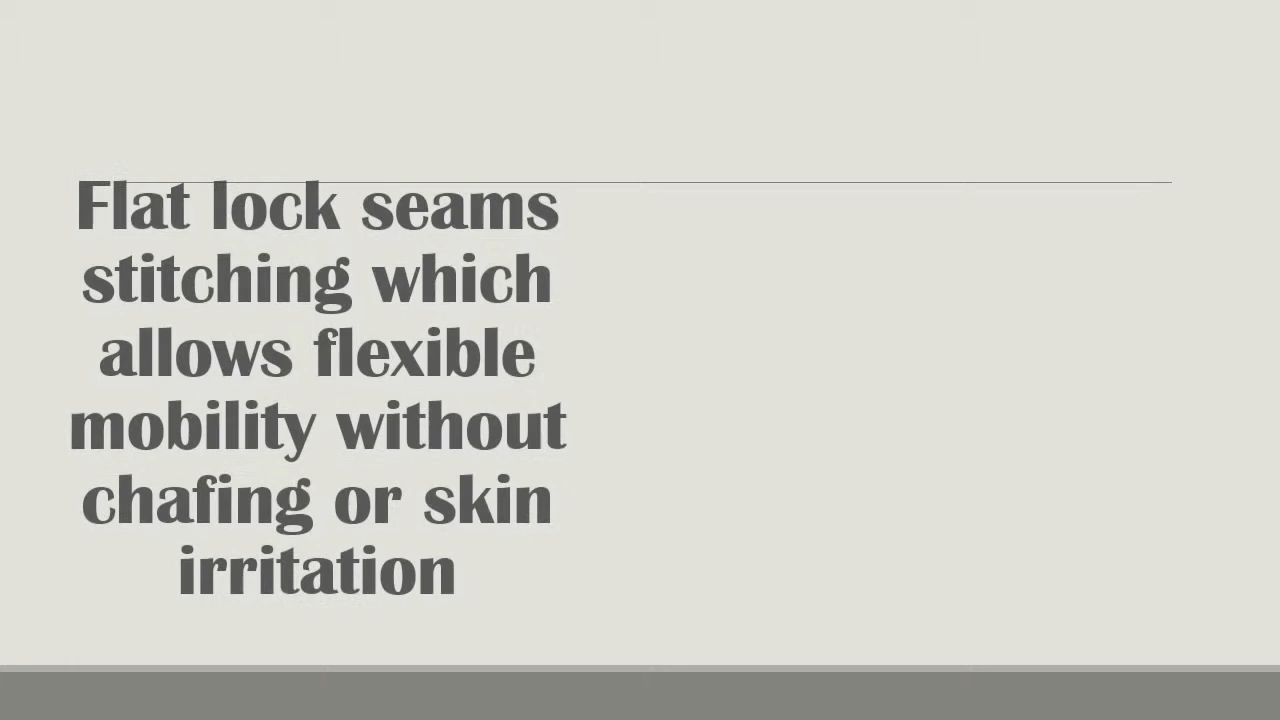 Flat lock seams
stitching which
allows flexible
mobility without
chafing or skin
irritation